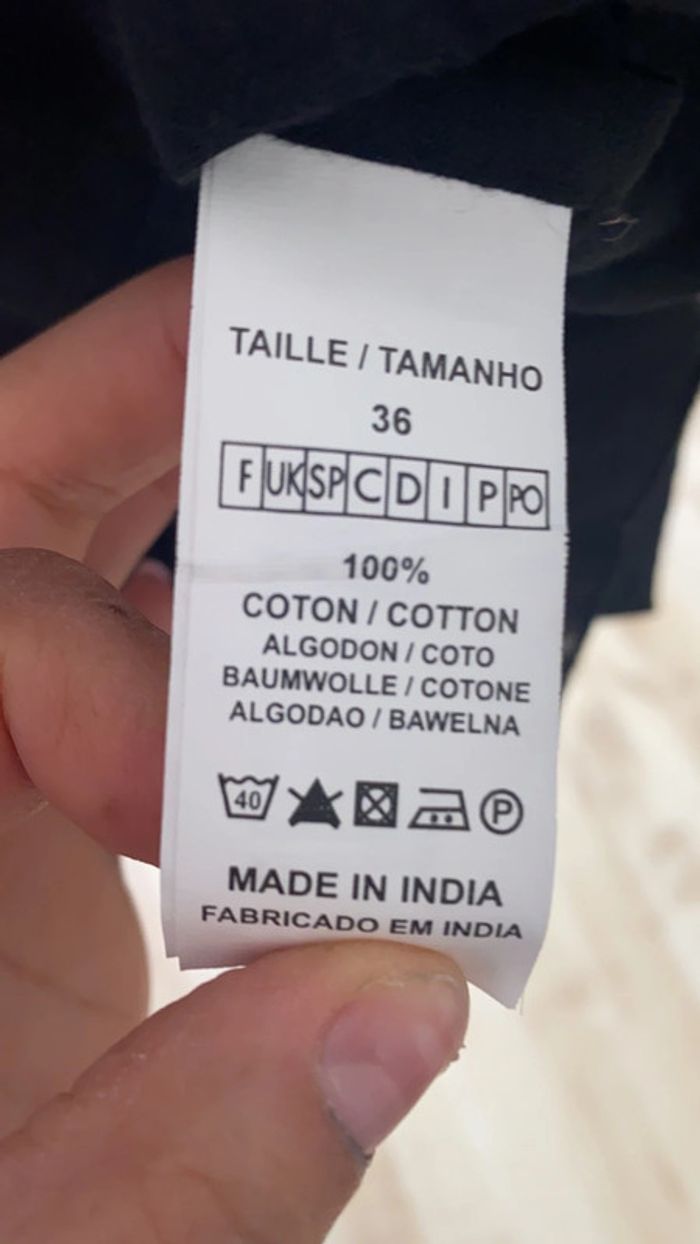 TAILLE / TAMANHO
36
F UK SP C D I P PO
100%
COTON / COTTON
ALGODON / COTO
BAUMWOLLE / COTONE
ALGODAO / BAWELNA
40 P
MADE IN INDIA
FABRICADO EM INDIA